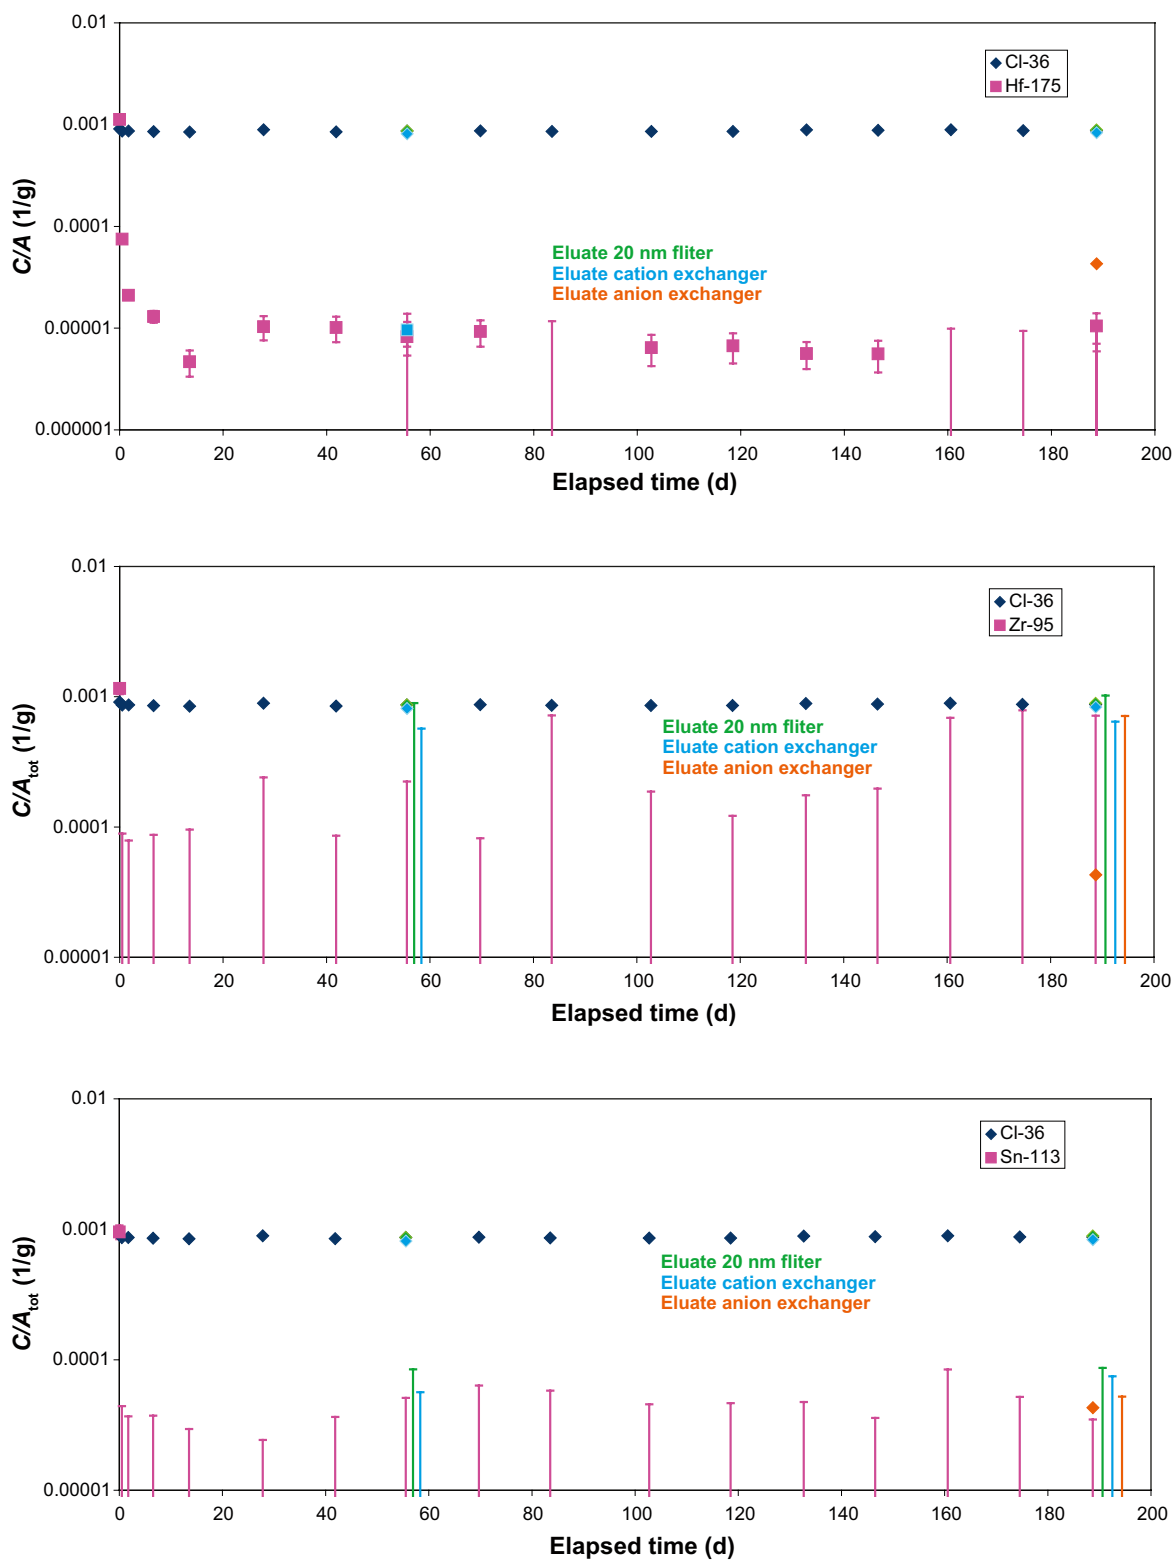 0.01
Cl-36
Hf-175
0.001
C/A (1/g)
0.0001
Eluate 20 nm fliter
Eluate cation exchanger
Eluate anion exchanger
0.00001
0.000001
0 20 40 60 80 100 120 140 160 180 200
Elapsed time (d)
0.01
Cl-36
Zr-95
0.001
C/Atot (1/g)
Eluate 20 nm fliter
Eluate cation exchanger
Eluate anion exchanger
0.0001
0.00001
0 20 40 60 80 100 120 140 160 180 200
Elapsed time (d)
0.01
Cl-36
Sn-113
0.001
C/Atot (1/g)
Eluate 20 nm fliter
Eluate cation exchanger
Eluate anion exchanger
0.0001
0.00001
0 20 40 60 80 100 120 140 160 180 200
Elapsed time (d)